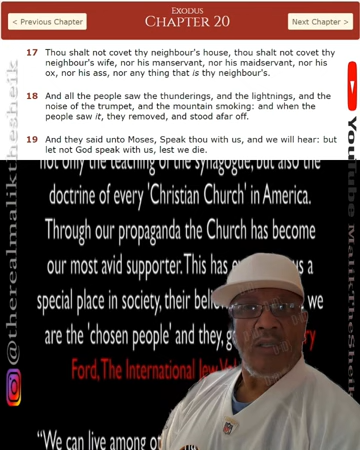 EXODUS
< Previous Chapter
CHAPTER 20
Next Chapter >
17 Thou shalt not covet thy neighbour's house, thou shalt not covet thy
neighbour's wife, nor his manservant, nor his maidservant, nor his
ox, nor his ass, nor any thing that is thy neighbour's.
18 And all the people saw the thunderings, and the lightnings, and the
noise of the trumpet, and the mountain smoking: and when the
people saw it, they removed, and stood afar off.
19 And they said unto Moses, Speak thou with us, and we will hear: but
let not God speak with us, lest we die.
not only the teaching of the synagogue, but also the
doctrine of every 'Christian Church' in America.
Through our propaganda the Church has become
our most avid supporter. This has us a
special place in society, their we
are the 'chosen people' and they,
Ford, The International Jew
"We can live among
@therealmalikthesheik
YouTube MalikTheSheik